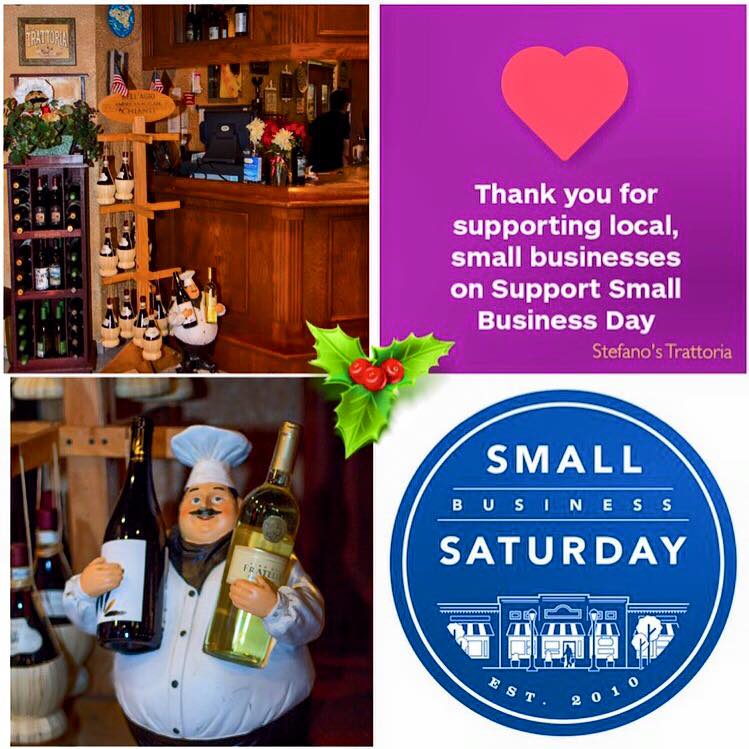 TRATTORIA
CHIANTI
Thank you for
supporting local,
small businesses
on Support Small
Business Day
Stefano's Trattoria
SMALL
BUSINESS
SATURDAY
EST. 2010